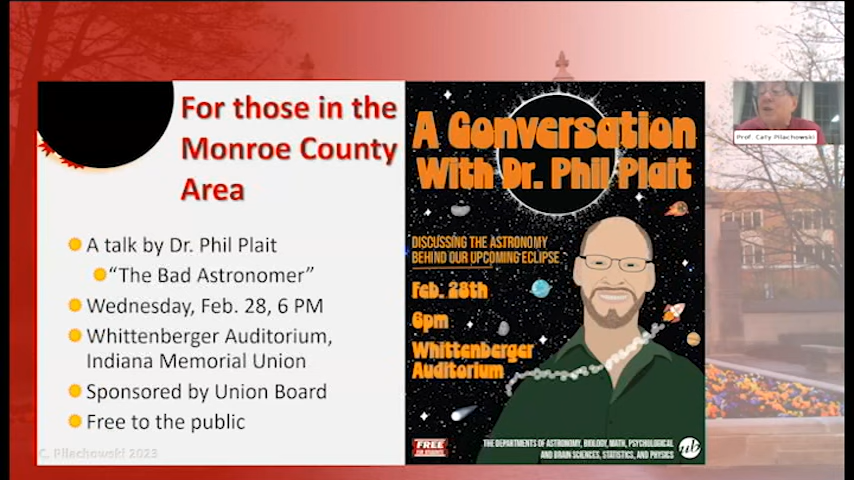 For those in the
Monroe County
Area
A talk by Dr. Phil Plait
“The Bad Astronomer”
Wednesday, Feb. 28, 6 PM
Whittenberger Auditorium,
Indiana Memorial Union
Sponsored by Union Board
Free to the public
C. Pilachowski 2023
A Conversation
With Dr. Phil Plait
DISCUSSING THE ASTRONOMY
BEHIND OUR UPCOMING ECLIPSE
Feb. 28th
6pm
Whittenberger
Auditorium
FREE
FOR STUDENTS
THE DEPARTMENTS OF ASTRONOMY, BIOLOGY, MATH, PSYCHOLOGICAL
AND BRAIN SCIENCES, STATISTICS, AND PHYSICS
ub
Prof. Caty Pilachowski